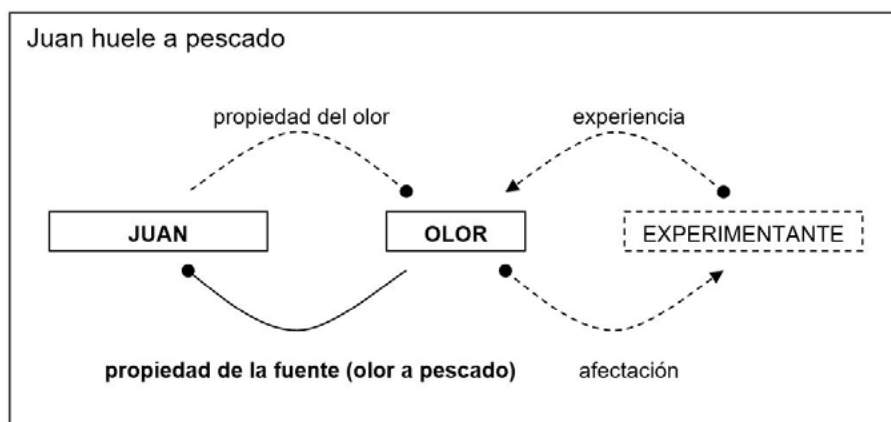 Juan huele a pescado
propiedad del olor
experiencia
JUAN
OLOR
EXPERIMENTANTE
propiedad de la fuente (olor a pescado)
afectación